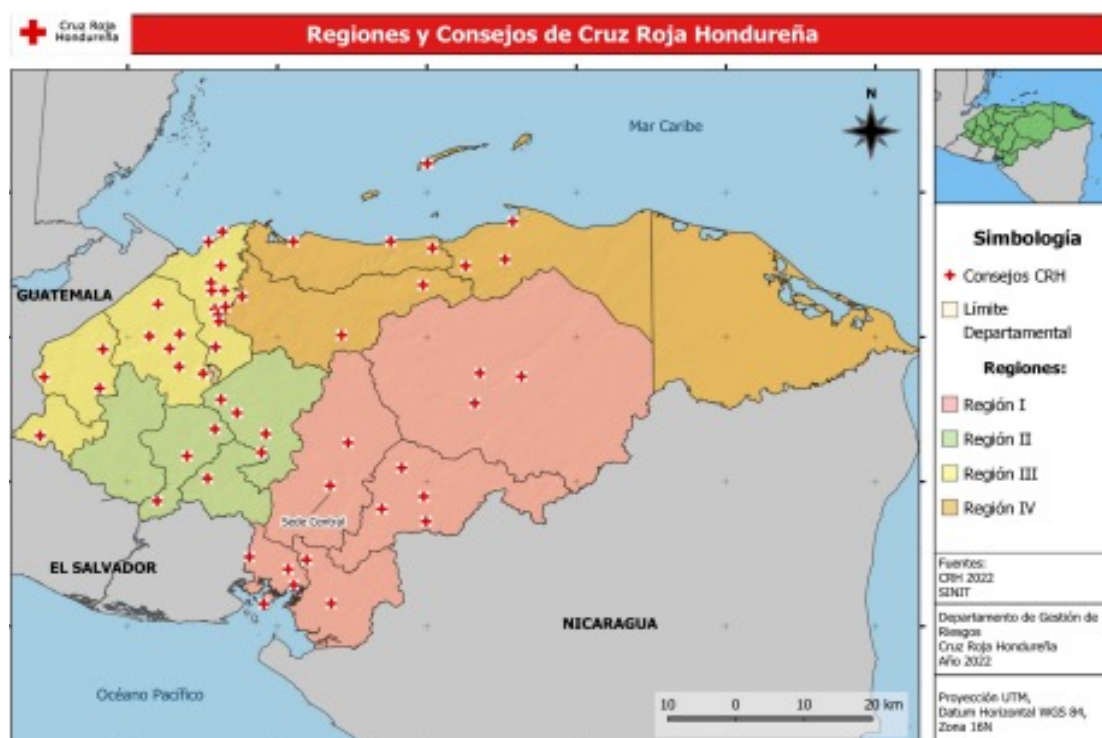 Cruz Roja
Hondureña
Regiones y Consejos de Cruz Roja Hondureña
N
Mar Caribe
GUATEMALA
Sede Central
EL SALVADOR
NICARAGUA
Océano Pacífico
10 0 10 20 km
Simbología
Consejos CRH
Límite
Departamental
Regiones:
Región I
Región II
Región III
Región IV
Fuentes:
CRH 2022
SINIT
Departamento de Gestión de
Riesgos
Cruz Roja Hondureña
Año 2022
Proyección UTM,
Datum Horizontal WGS 84,
Zona 16N